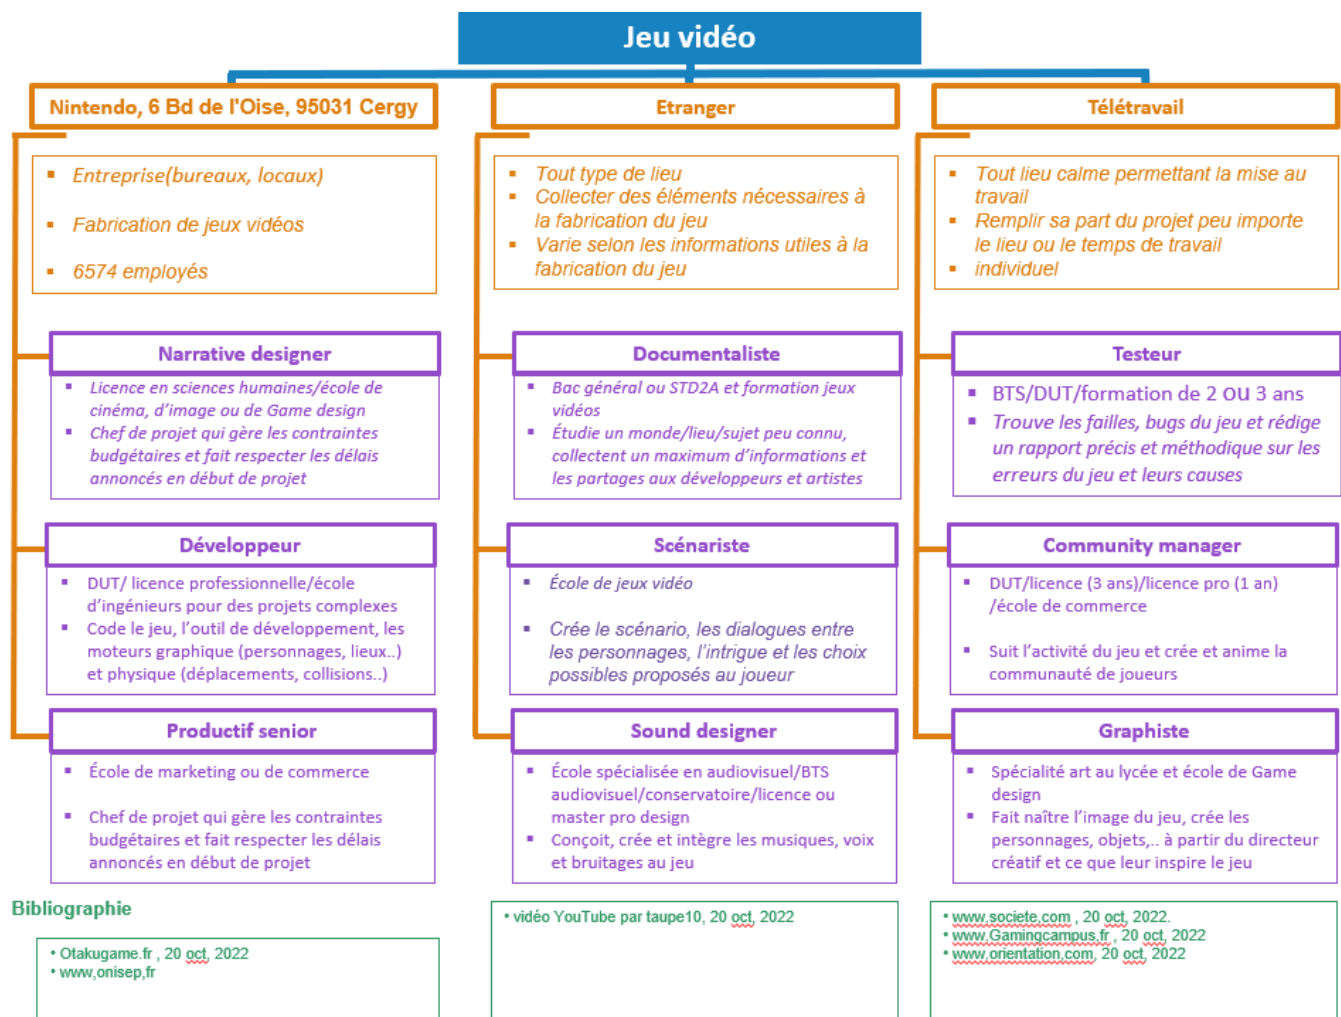 Jeu vidéo
Nintendo, 6 Bd de l'Oise, 95031 Cergy
▪ Entreprise(bureaux, locaux)
▪ Fabrication de jeux vidéos
▪ 6574 employés
Narrative designer
▪ Licence en sciences humaines/école de
cinéma, d'image ou de Game design
▪ Chef de projet qui gère les contraintes
budgétaires et fait respecter les délais
annoncés en début de projet
Développeur
▪ DUT/ licence professionnelle/école
d'ingénieurs pour des projets complexes
▪ Code le jeu, l'outil de développement, les
moteurs graphique (personnages, lieux..)
et physique (déplacements, collisions..)
Productif senior
▪ École de marketing ou de commerce
▪ Chef de projet qui gère les contraintes
budgétaires et fait respecter les délais
annoncés en début de projet
Etranger
▪ Tout type de lieu
▪ Collecter des éléments nécessaires à
la fabrication du jeu
▪ Varie selon les informations utiles à la
fabrication du jeu
Documentaliste
▪ Bac général ou STD2A et formation jeux
vidéos
▪ Étudie un monde/lieu/sujet peu connu,
collectent un maximum d'informations et
les partages aux développeurs et artistes
Scénariste
▪ École de jeux vidéo
▪ Crée le scénario, les dialogues entre
les personnages, l'intrigue et les choix
possibles proposés au joueur
Sound designer
▪ École spécialisée en audiovisuel/BTS
audiovisuel/conservatoire/licence ou
master pro design
▪ Conçoit, crée et intègre les musiques, voix
et bruitages au jeu
Télétravail
▪ Tout lieu calme permettant la mise au
travail
▪ Remplir sa part du projet peu importe
le lieu ou le temps de travail
▪ individuel
Testeur
▪ BTS/DUT/formation de 2 ou 3 ans
▪ Trouve les failles, bugs du jeu et rédige
un rapport précis et méthodique sur les
erreurs du jeu et leurs causes
Community manager
▪ DUT/licence (3 ans)/licence pro (1 an)
/école de commerce
▪ Suit l'activité du jeu et crée et anime la
communauté de joueurs
Graphiste
▪ Spécialité art au lycée et école de Game
design
▪ Fait naître l'image du jeu, crée les
personnages, objets,.. à partir du directeur
créatif et ce que leur inspire le jeu
Bibliographie
• Otakugame.fr , 20 oct, 2022
• www,onisep,fr
• vidéo YouTube par taupe10, 20 oct, 2022
• www,societe,com , 20 oct, 2022.
• www,Gamingcampus,fr , 20 oct, 2022
• www,orientation,com, 20 oct, 2022